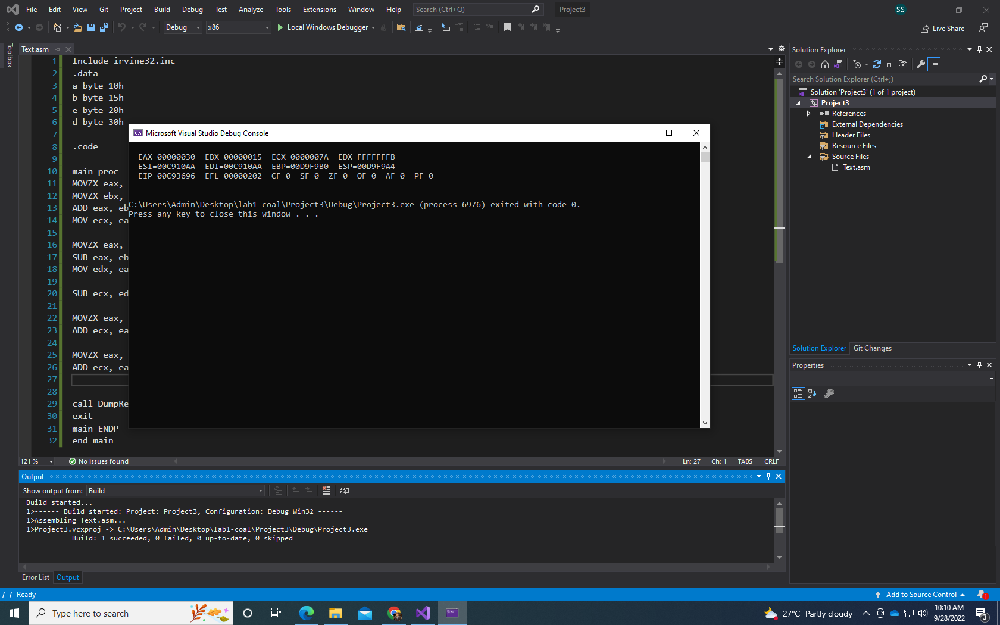 File Edit View Git Project Build Debug Test Analyze Tools Extensions Window Help Search (Ctrl+Q) Project3 SS
Debug x86 Local Windows Debugger Live Share
Toolbox
Text.asm
1 Include irvine32.inc
2 .data
3 a byte 10h
4 b byte 15h
5 e byte 20h
6 d byte 30h
7
8 .code
9
10 main proc
11 MOVZX eax,
12 MOVZX ebx,
13 ADD eax, eb
14 MOV ecx, ea
15
16 MOVZX eax,
17 SUB eax, eb
18 MOV edx, ea
19
20 SUB ecx, ed
21
22 MOVZX eax,
23 ADD ecx, ea
24
25 MOVZX eax,
26 ADD ecx, ea
27
28
29 call DumpRe
30 exit
31 main ENDP
32 end main
Microsoft Visual Studio Debug Console
EAX=00000030 EBX=00000015 ECX=0000007A EDX=FFFFFFFB
ESI=00C910AA EDI=00C910AA EBP=00D9F9B0 ESP=00D9F9A4
EIP=00C93696 EFL=00000202 CF=0 SF=0 ZF=0 OF=0 AF=0 PF=0
C:\Users\Admin\Desktop\lab1-coal\Project3\Debug\Project3.exe (process 6976) exited with code 0.
Press any key to close this window . . .
121 % No issues found Ln: 27 Ch: 1 TABS CRLF
Output
Show output from: Build
Build started...
1>------ Build started: Project: Project3, Configuration: Debug Win32 ------
1>Assembling Text.asm...
1>Project3.vcxproj -> C:\Users\Admin\Desktop\lab1-coal\Project3\Debug\Project3.exe
========== Build: 1 succeeded, 0 failed, 0 up-to-date, 0 skipped ==========
Error List Output
Solution Explorer
Search Solution Explorer (Ctrl+;)
Solution 'Project3' (1 of 1 project)
Project3
References
External Dependencies
Header Files
Resource Files
Source Files
Text.asm
Solution Explorer Git Changes
Properties
Ready Add to Source Control 1
Type here to search 27°C Partly cloudy 10:10 AM
9/28/2022 3